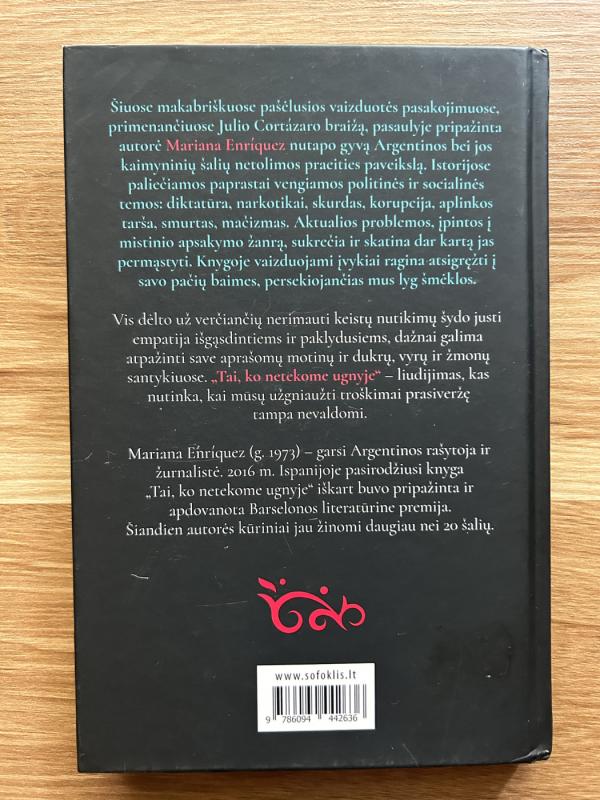 Šiuose makabriškuose pašėlusios vaizduotės pasakojimuose,
primenančiuose Julio Cortázaro braižą, pasaulyje pripažinta
autorė Mariana Enríquez nutapo gyvą Argentinos bei jos
kaimyninių šalių netolimos praeities paveikslą. Istorijose
paliečiamos paprastai vengiamos politinės ir socialinės
temos: diktatūra, narkotikai, skurdas, korupcija, aplinkos
tarša, smurtas, mačizmas. Aktualios problemos, įpintos į
mistinio apsakymo žanrą, sukrečia ir skatina dar kartą jas
permąstyti. Knygoje vaizduojami įvykiai ragina atsigręžti į
savo pačių baimes, persekiojančias mus lyg šmėklos.
Vis dėlto už verčiančių nerimauti keistų nutikimų šydo justi
empatija išgąsdintiems ir paklydusiems, dažnai galima
atpažinti save aprašomų motinų ir dukrų, vyrų ir žmonų
santykiuose. „Tai, ko netekome ugnyje“ – liudijimas, kas
nutinka, kai mūsų užgniaužti troškimai prasiveržę
tampa nevaldomi.
Mariana Enríquez (g. 1973) – garsi Argentinos rašytoja ir
žurnalistė. 2016 m. Ispanijoje pasirodžiusi knyga
„Tai, ko netekome ugnyje“ iškart buvo pripažinta ir
apdovanota Barselonos literatūrine premija.
Šiandien autorės kūriniai jau žinomi daugiau nei 20 šalių.
www.sofoklis.lt
9 786094 442636